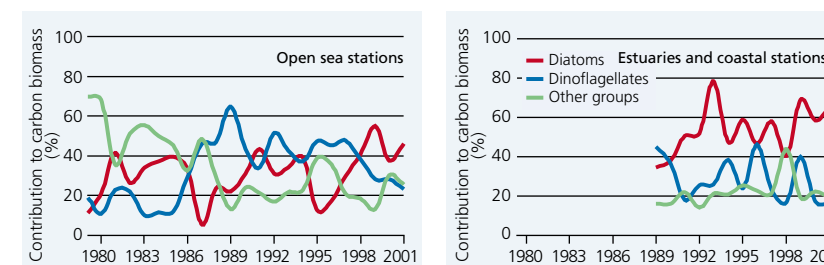 Contribution to carbon biomass
(%)
100
80
60
40
20
0
Open sea stations
1980 1983 1986 1989 1992 1995 1998 2001
Contribution to carbon biomass
(%)
100
80
60
40
20
0
Estuaries and coastal stations
Diatoms
Dinoflagellates
Other groups
1980 1983 1986 1989 1992 1995 1998